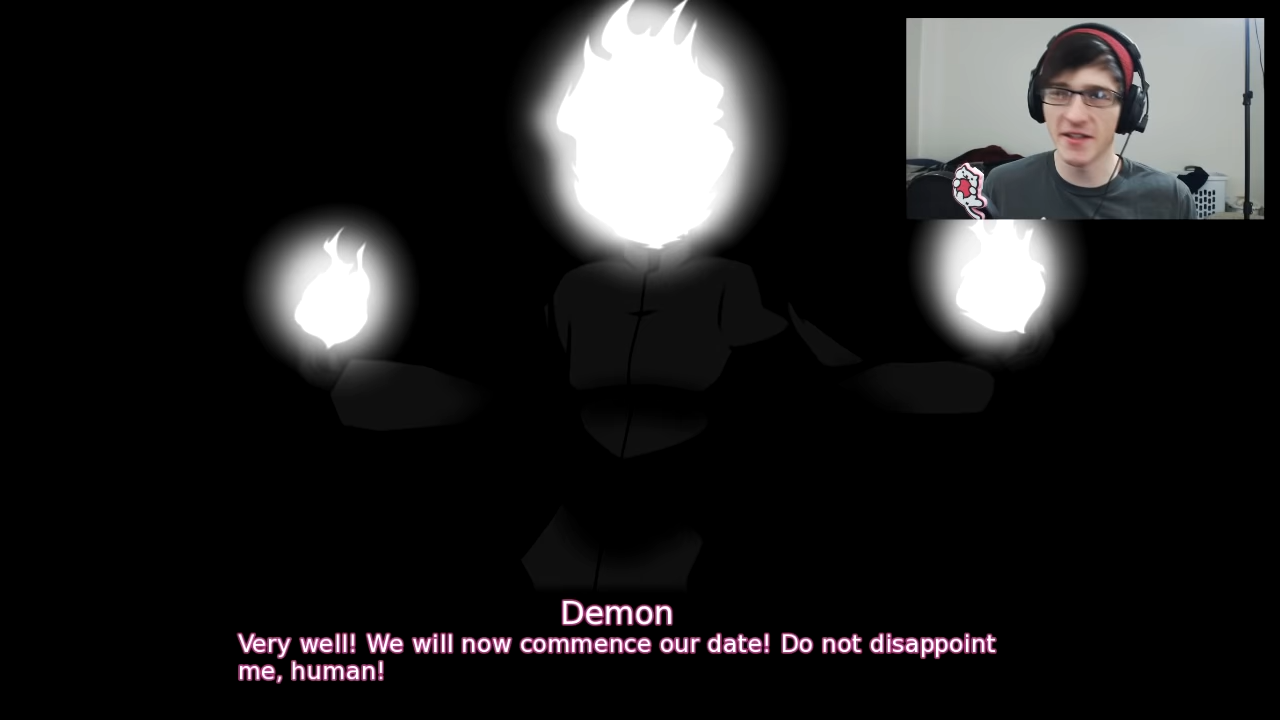 Demon
Very well! We will now commence our date! Do not disappoint
me, human!